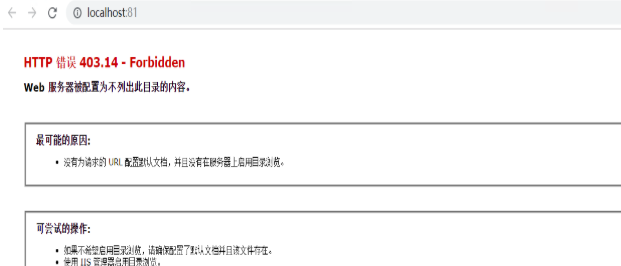 localhost:81
HTTP 错误 403.14 - Forbidden
Web 服务器被配置为不列出此目录的内容。
最可能的原因:
• 没有为请求的 URL 配置默认文档，并且没有在服务器上启用目录浏览。
可尝试的操作:
• 如果不希望启用目录浏览，请确保配置了默认文档并且该文件存在。
• 使用 IIS 管理器启用目录浏览。